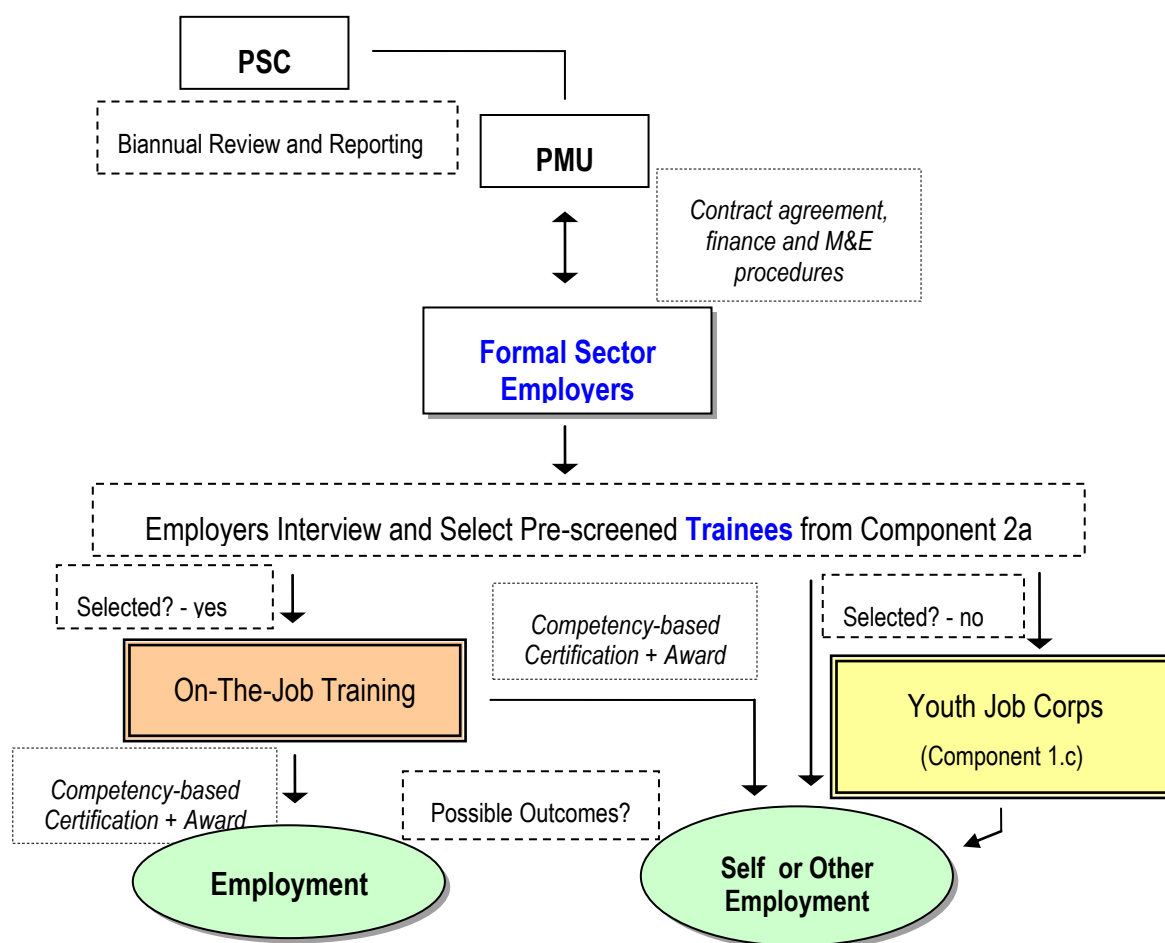 PSC
Biannual Review and Reporting
PMU
Contract agreement,
finance and M&E
procedures
Formal Sector
Employers
Employers Interview and Select Pre-screened Trainees from Component 2a
Selected? - yes
Competency-based
Certification + Award
Selected? - no
On-The-Job Training
Youth Job Corps
(Component 1.c)
Competency-based
Certification + Award
Possible Outcomes?
Employment
Self or Other
Employment